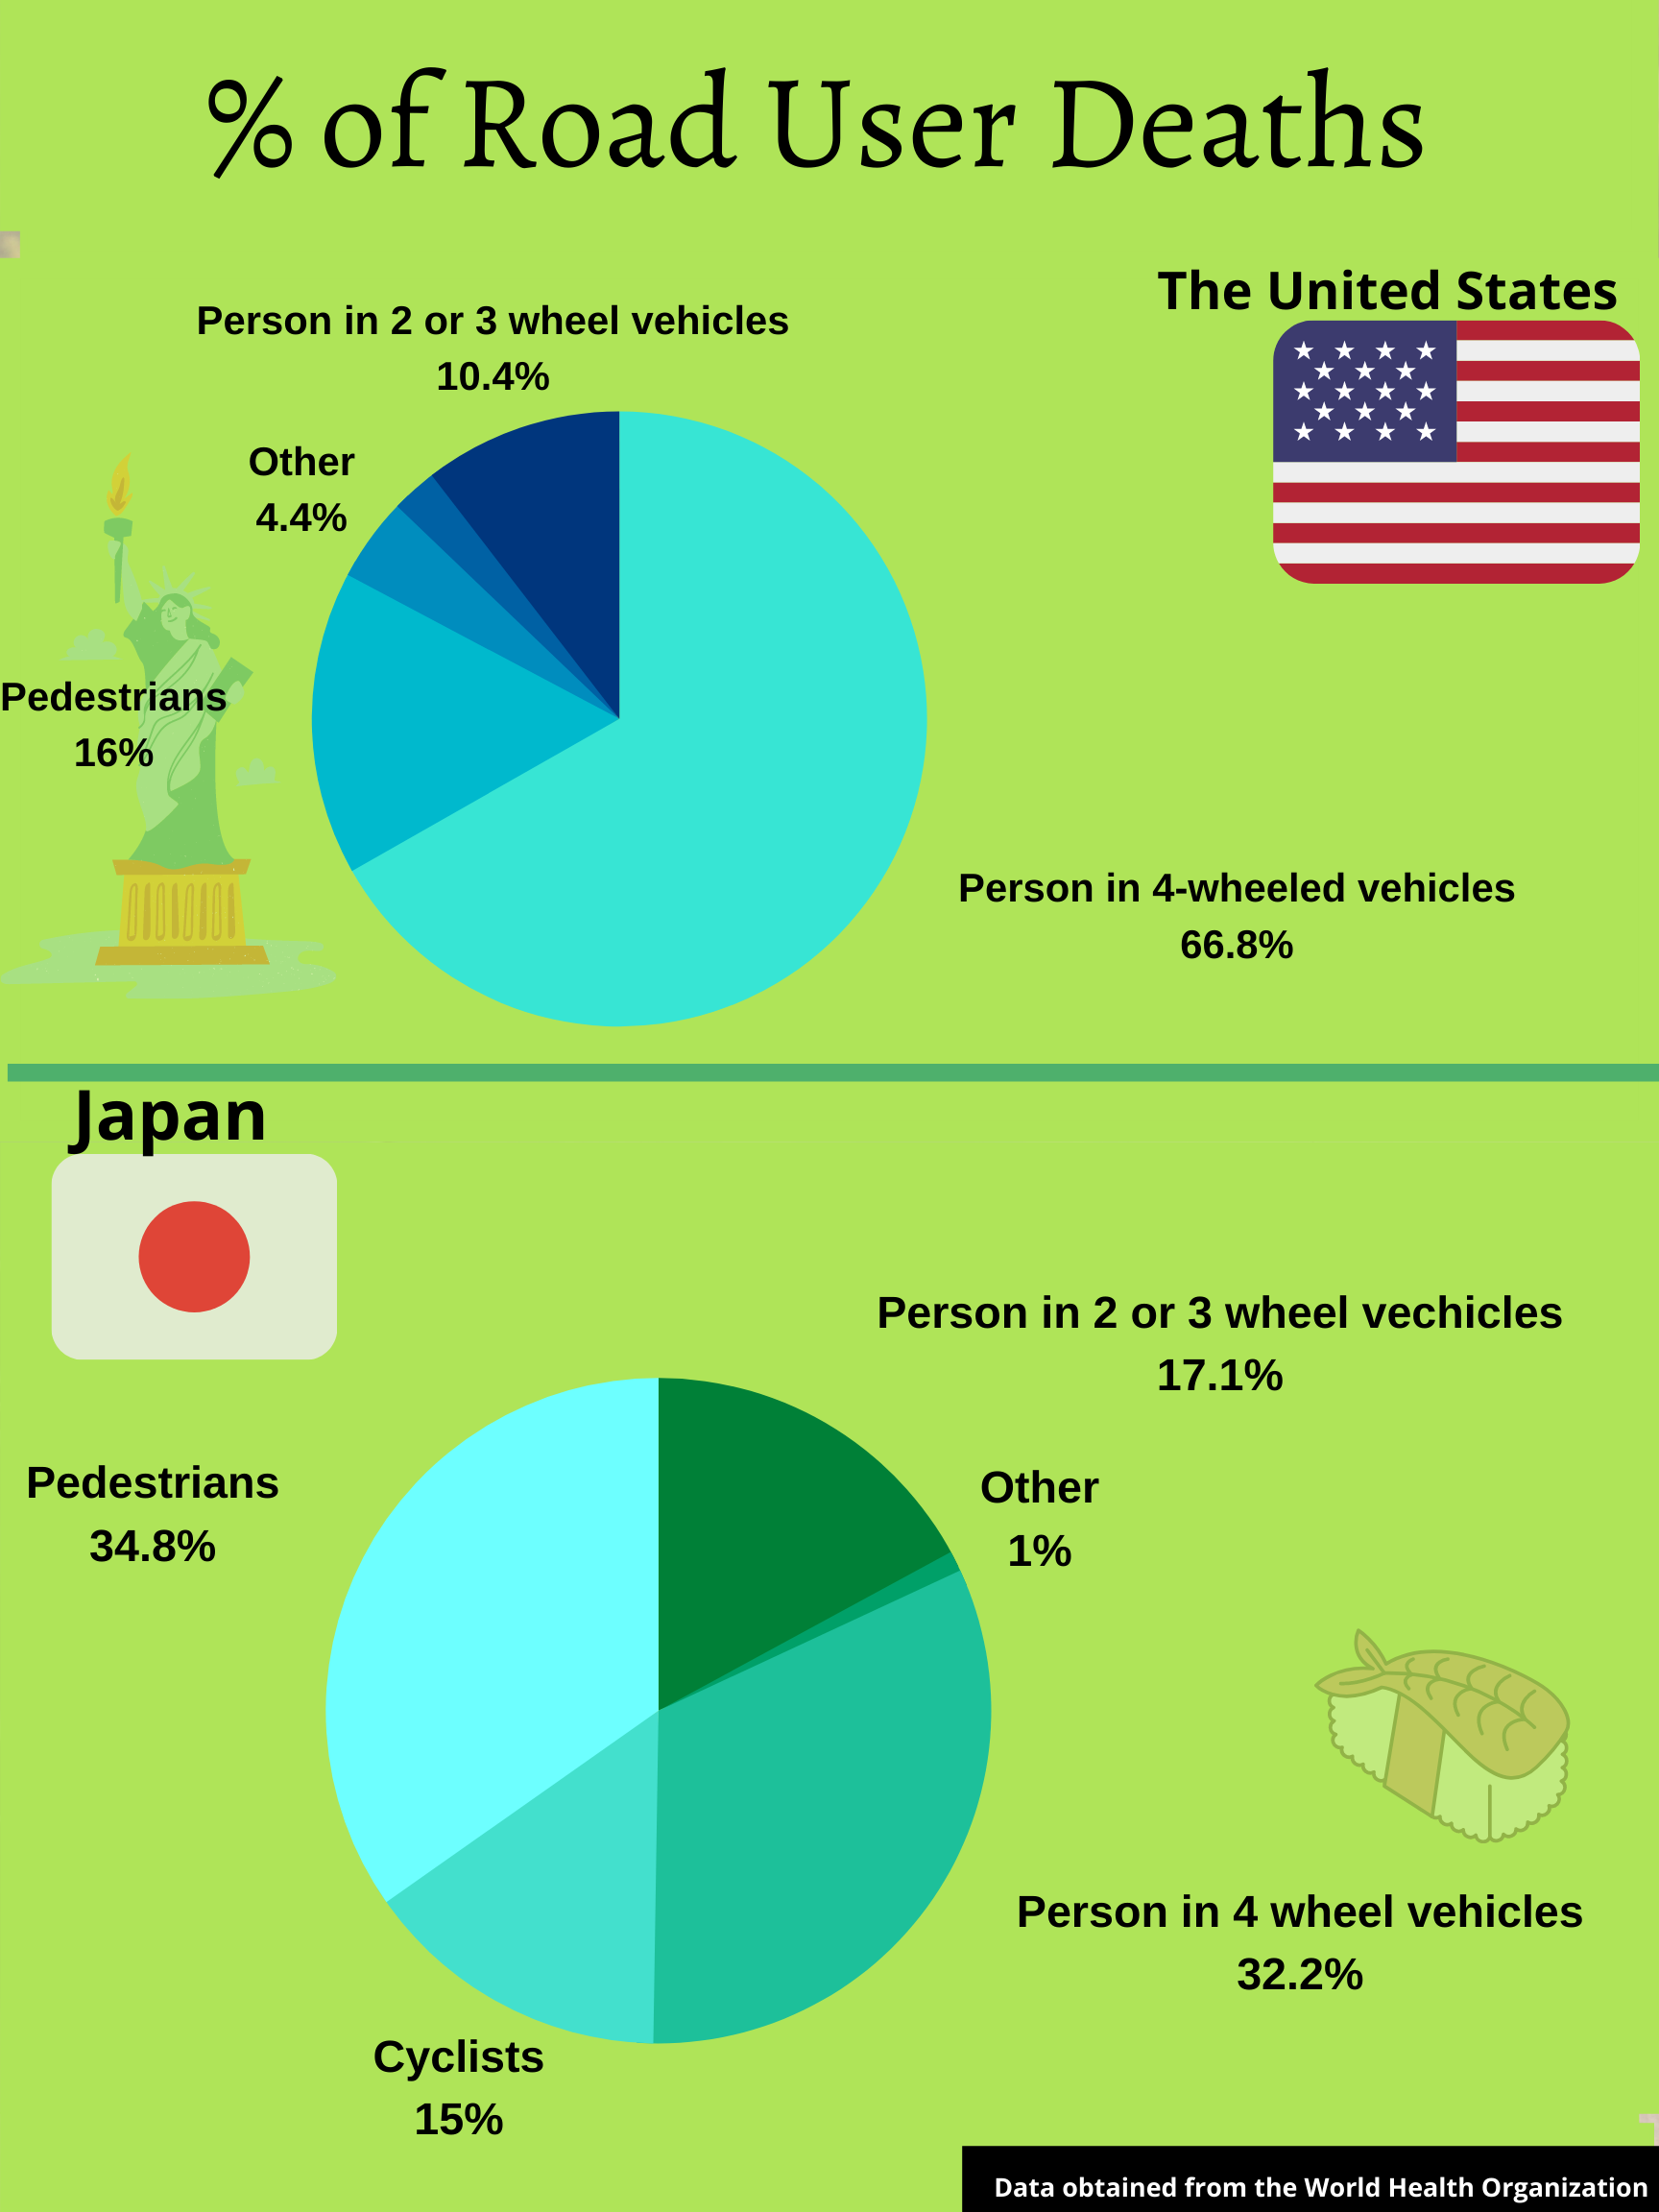 % of Road User Deaths
The United States
Person in 2 or 3 wheel vehicles
10.4%
Other
4.4%
Pedestrians
16%
Person in 4-wheeled vehicles
66.8%
Japan
Person in 2 or 3 wheel vechicles
17.1%
Pedestrians
34.8%
Other
1%
Person in 4 wheel vehicles
32.2%
Cyclists
15%
Data obtained from the World Health Organization